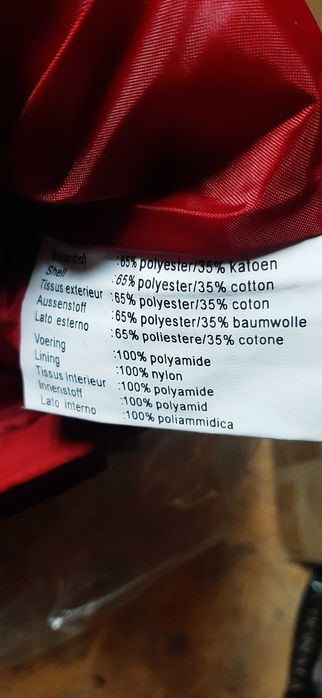 Buitenstof :65% polyester/35% katoen
Shell :65% polyester/35% cotton
Tissus exterieur :65% polyester/35% coton
Aussenstoff :65% polyester/35% baumwolle
Lato esterno :65% poliestere/35% cotone
Voering :100% polyamide
Lining :100% nylon
Tissus Interieur :100% polyamide
Innenstoff :100% polyamid
Lato interno :100% poliammidica